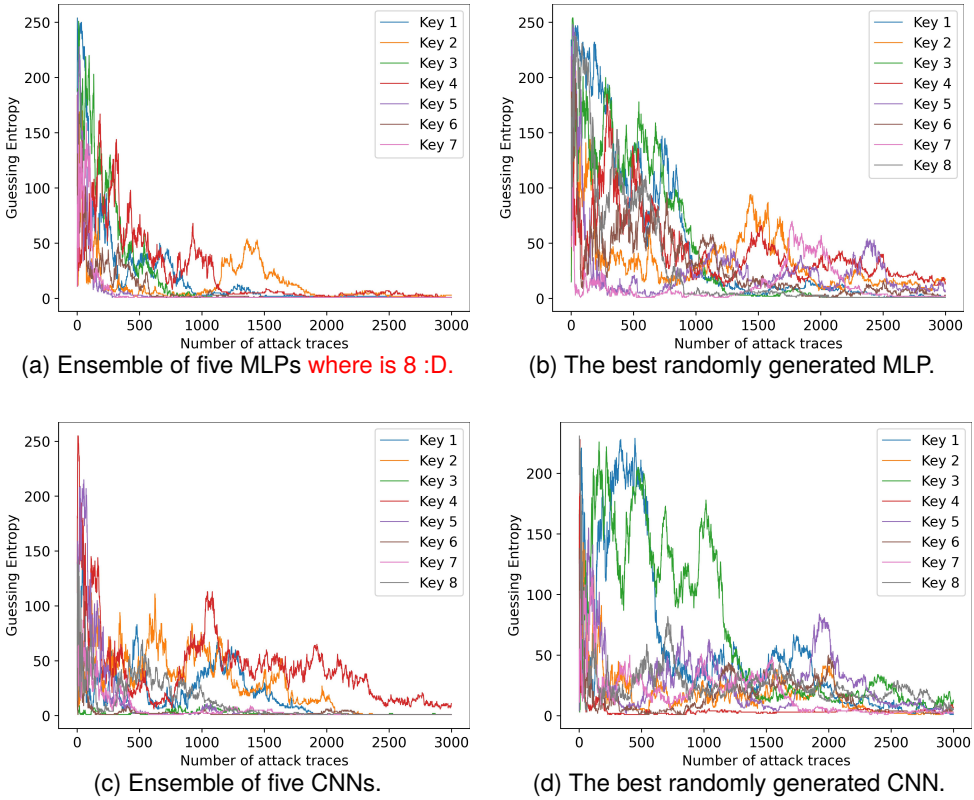 250
200
150
100
50
0
Guessing Entropy
0 500 1000 1500 2000 2500 3000
Number of attack traces
Key 1
Key 2
Key 3
Key 4
Key 5
Key 6
Key 7
(a) Ensemble of five MLPs where is 8 :D.
250
200
150
100
50
0
Guessing Entropy
0 500 1000 1500 2000 2500 3000
Number of attack traces
Key 1
Key 2
Key 3
Key 4
Key 5
Key 6
Key 7
Key 8
(b) The best randomly generated MLP.
250
200
150
100
50
0
Guessing Entropy
0 500 1000 1500 2000 2500 3000
Number of attack traces
Key 1
Key 2
Key 3
Key 4
Key 5
Key 6
Key 7
Key 8
(c) Ensemble of five CNNs.
200
150
100
50
0
Guessing Entropy
0 500 1000 1500 2000 2500 3000
Number of attack traces
Key 1
Key 2
Key 3
Key 4
Key 5
Key 6
Key 7
Key 8
(d) The best randomly generated CNN.